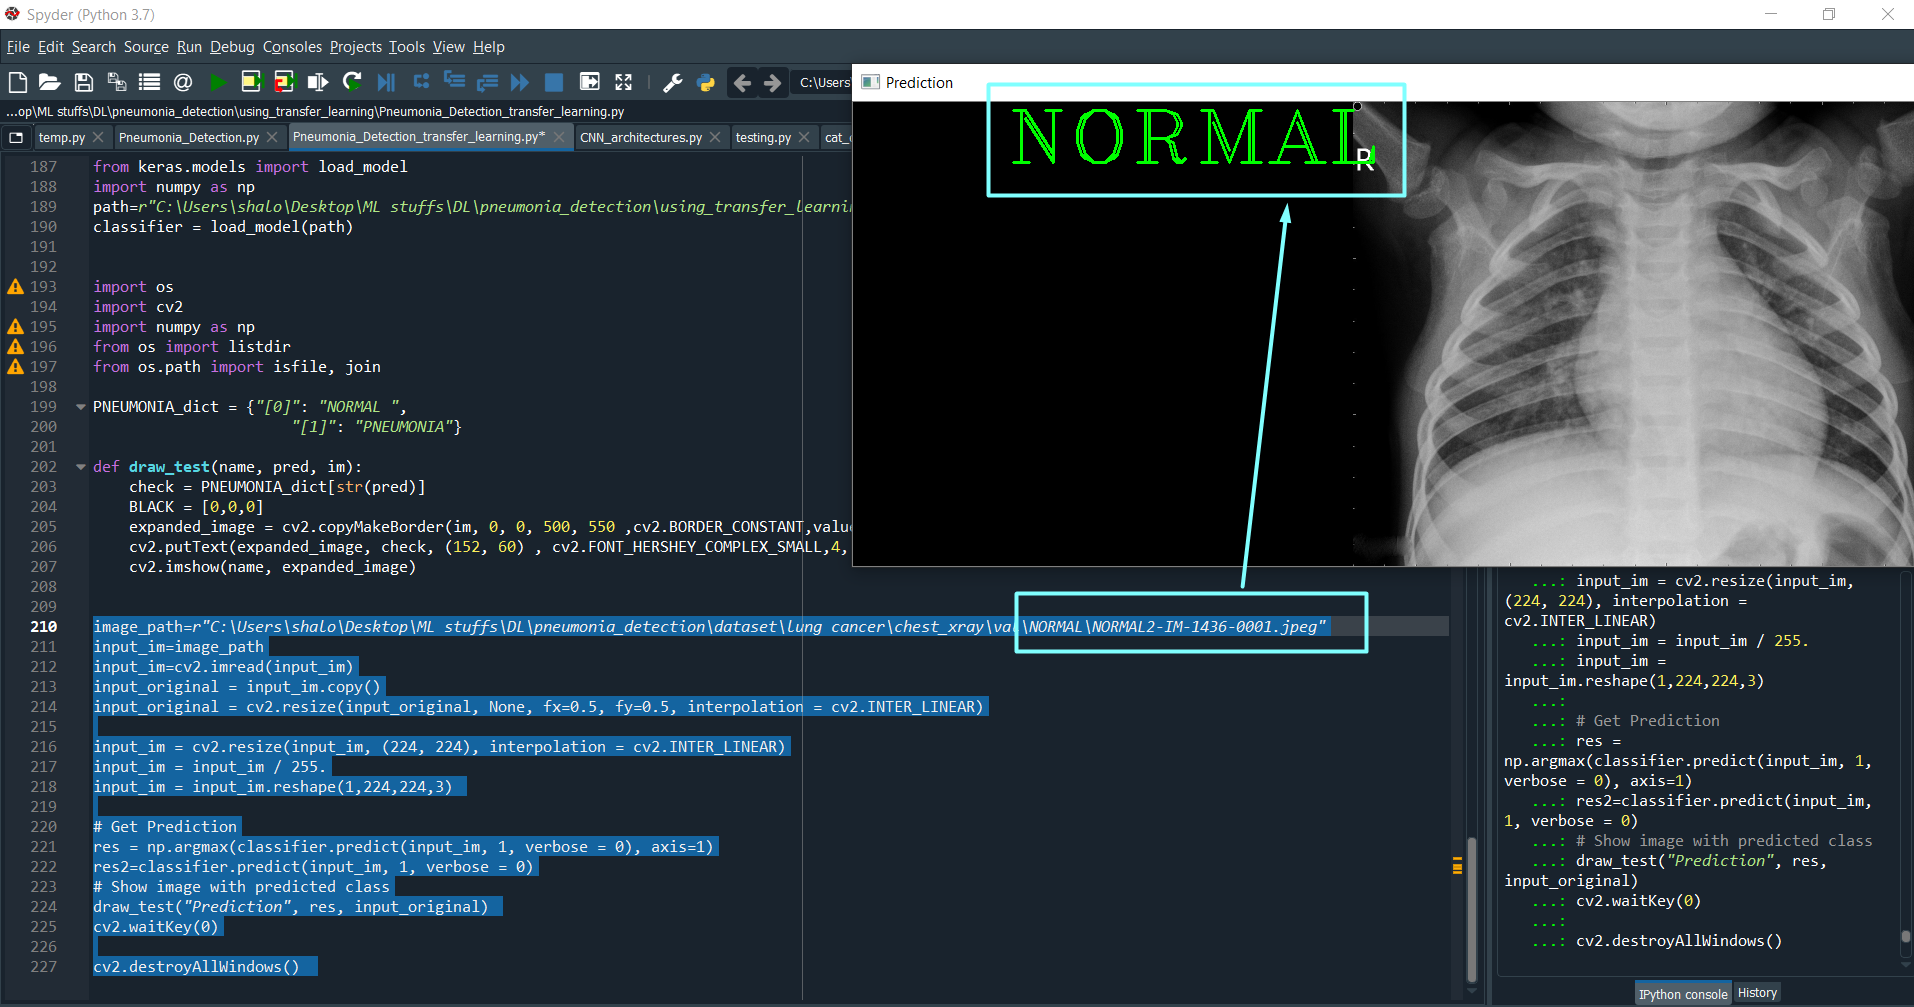 Spyder (Python 3.7)
File Edit Search Source Run Debug Consoles Projects Tools View Help
C:\Users\
...op\ML stuffs\DL\pneumonia_detection\using_transfer_learning\Pneumonia_Detection_transfer_learning.py
temp.py Pneumonia_Detection.py Pneumonia_Detection_transfer_learning.py* CNN_architectures.py testing.py cat_
187 from keras.models import load_model
188 import numpy as np
189 path=r"C:\Users\shalo\Desktop\ML stuffs\DL\pneumonia_detection\using_transfer_learnin
190 classifier = load_model(path)
191
192
193 import os
194 import cv2
195 import numpy as np
196 from os import listdir
197 from os.path import isfile, join
198
199 PNEUMONIA_dict = {"[0]": "NORMAL ",
200 "[1]": "PNEUMONIA"}
201
202 def draw_test(name, pred, im):
203 check = PNEUMONIA_dict[str(pred)]
204 BLACK = [0,0,0]
205 expanded_image = cv2.copyMakeBorder(im, 0, 0, 500, 550 ,cv2.BORDER_CONSTANT,value
206 cv2.putText(expanded_image, check, (152, 60) , cv2.FONT_HERSHEY_COMPLEX_SMALL,4,
207 cv2.imshow(name, expanded_image)
208
209
210 image_path=r"C:\Users\shalo\Desktop\ML stuffs\DL\pneumonia_detection\dataset\lung cancer\chest_xray\val\NORMAL\NORMAL2-IM-1436-0001.jpeg"
211 input_im=image_path
212 input_im=cv2.imread(input_im)
213 input_original = input_im.copy()
214 input_original = cv2.resize(input_original, None, fx=0.5, fy=0.5, interpolation = cv2.INTER_LINEAR)
215
216 input_im = cv2.resize(input_im, (224, 224), interpolation = cv2.INTER_LINEAR)
217 input_im = input_im / 255.
218 input_im = input_im.reshape(1,224,224,3)
219
220 # Get Prediction
221 res = np.argmax(classifier.predict(input_im, 1, verbose = 0), axis=1)
222 res2=classifier.predict(input_im, 1, verbose = 0)
223 # Show image with predicted class
224 draw_test("Prediction", res, input_original)
225 cv2.waitKey(0)
226
227 cv2.destroyAllWindows()
Prediction
NORMAL
R
...: input_im = cv2.resize(input_im,
(224, 224), interpolation =
cv2.INTER_LINEAR)
...: input_im = input_im / 255.
...: input_im =
input_im.reshape(1,224,224,3)
...:
...: # Get Prediction
...: res =
np.argmax(classifier.predict(input_im, 1,
verbose = 0), axis=1)
...: res2=classifier.predict(input_im,
1, verbose = 0)
...: # Show image with predicted class
...: draw_test("Prediction", res,
input_original)
...: cv2.waitKey(0)
...:
...: cv2.destroyAllWindows()
IPython console History